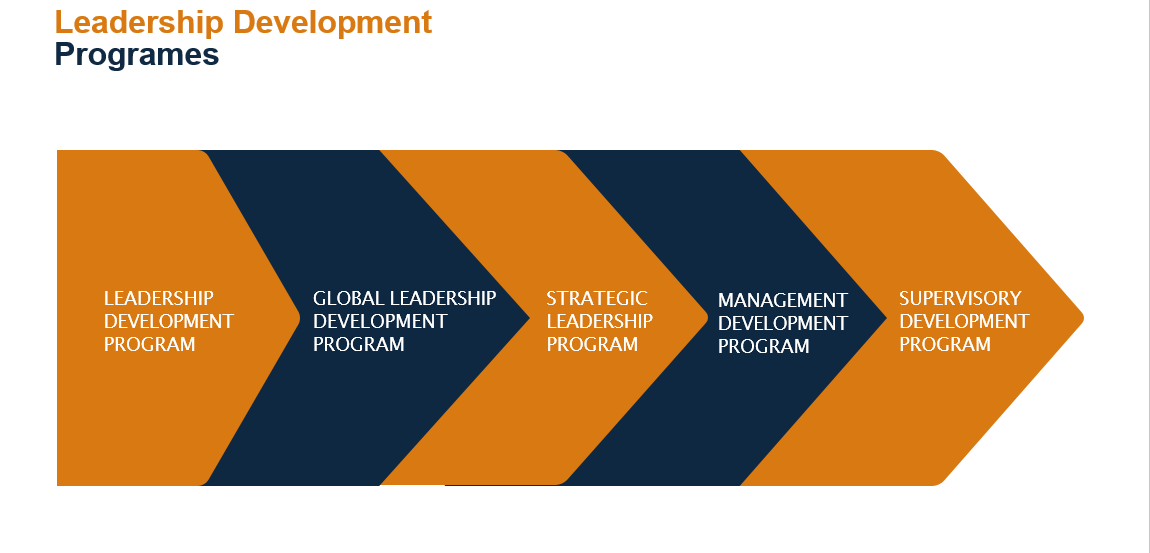 Leadership Development
Programes
LEADERSHIP
DEVELOPMENT
PROGRAM
GLOBAL LEADERSHIP
DEVELOPMENT
PROGRAM
STRATEGIC
LEADERSHIP
PROGRAM
MANAGEMENT
DEVELOPMENT
PROGRAM
SUPERVISORY
DEVELOPMENT
PROGRAM